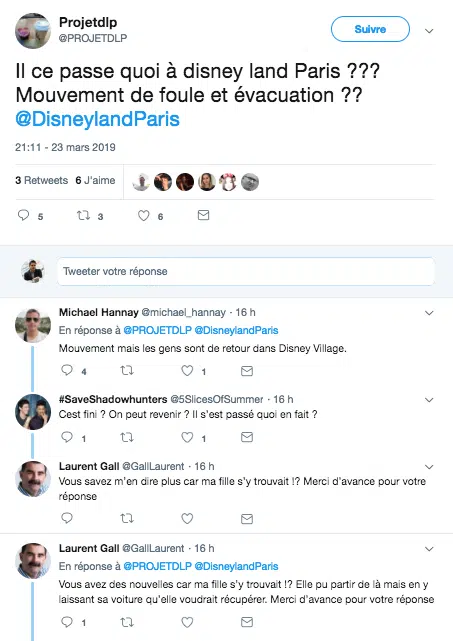 Projetdlp
@PROJETDLP
Suivre
Il ce passe quoi à disney land Paris ???
Mouvement de foule et évacuation ??
@DisneylandParis
21:11 - 23 mars 2019
3 Retweets 6 J'aime
5 3 6
Tweeter votre réponse
Michael Hannay @michael_hannay · 16 h
En réponse à @PROJETDLP @DisneylandParis
Mouvement mais les gens sont de retour dans Disney Village.
4 1
#SaveShadowhunters @5SlicesOfSummer · 16 h
Cest fini ? On peut revenir ? Il s'est passé quoi en fait ?
1 1
Laurent Gall @GallLaurent · 16 h
Vous savez m'en dire plus car ma fille s'y trouvait !? Merci d'avance pour votre
réponse
Laurent Gall @GallLaurent · 16 h
En réponse à @PROJETDLP @DisneylandParis
Vous avez des nouvelles car ma fille s'y trouvait !? Elle pu partir de là mais en y
laissant sa voiture qu'elle voudrait récupérer. Merci d'avance pour votre réponse
1